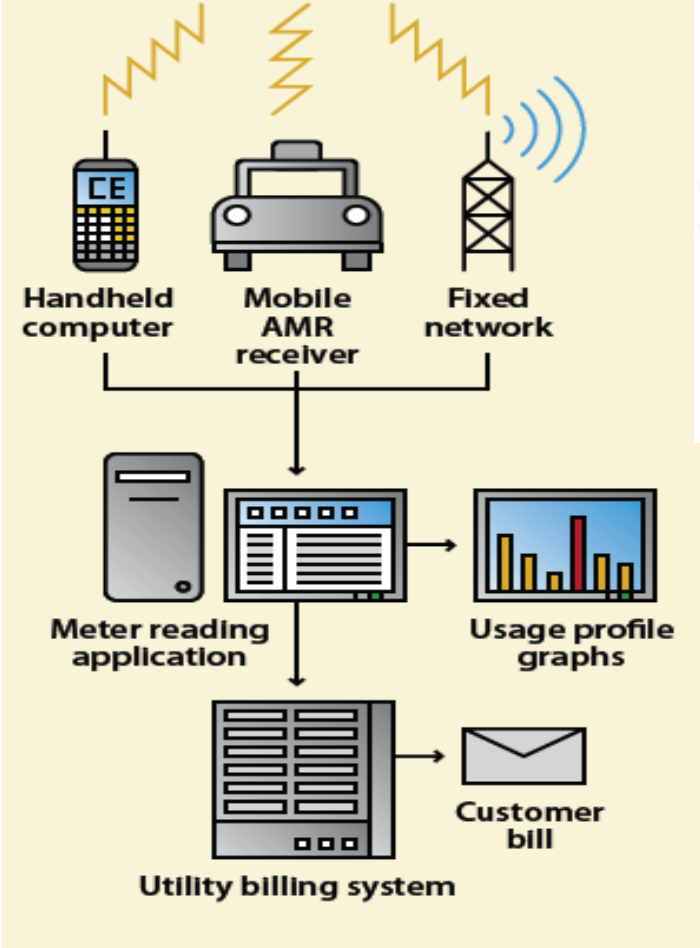 CE
Handheld
computer
Mobile
AMR
receiver
Fixed
network
Meter reading
application
Usage profile
graphs
Customer
bill
Utility billing system